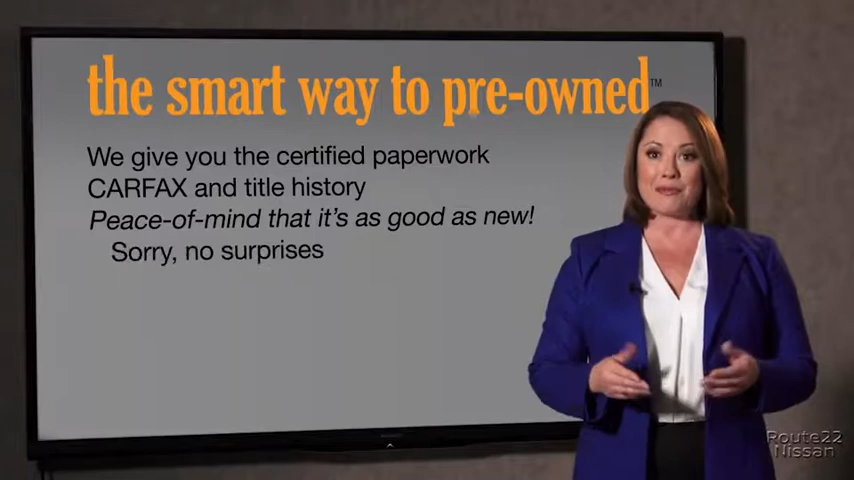 the smart way to pre-owned™
We give you the certified paperwork
CARFAX and title history
Peace-of-mind that it's as good as new!
Sorry, no surprises
Route22
Nissan